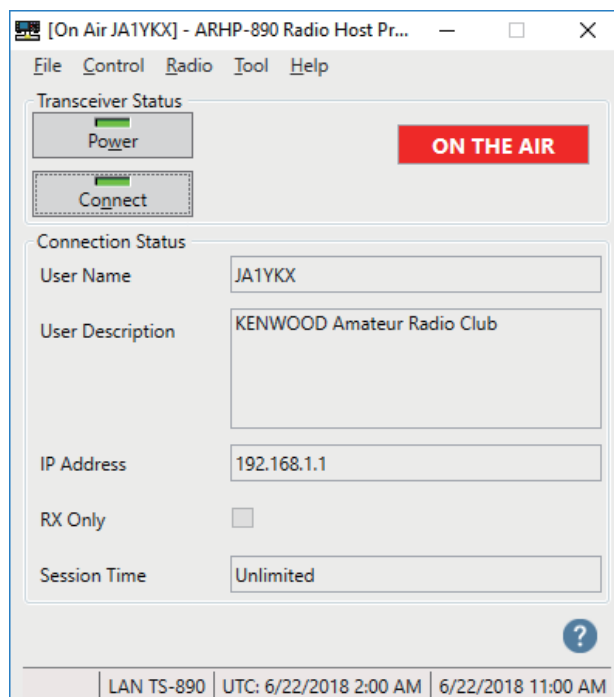 [On Air JA1YKX] - ARHP-890 Radio Host Pr...
File Control Radio Tool Help
Transceiver Status
Power
ON THE AIR
Connect
Connection Status
User Name JA1YKX
User Description KENWOOD Amateur Radio Club
IP Address 192.168.1.1
RX Only
Session Time Unlimited
?
LAN TS-890 UTC: 6/22/2018 2:00 AM 6/22/2018 11:00 AM